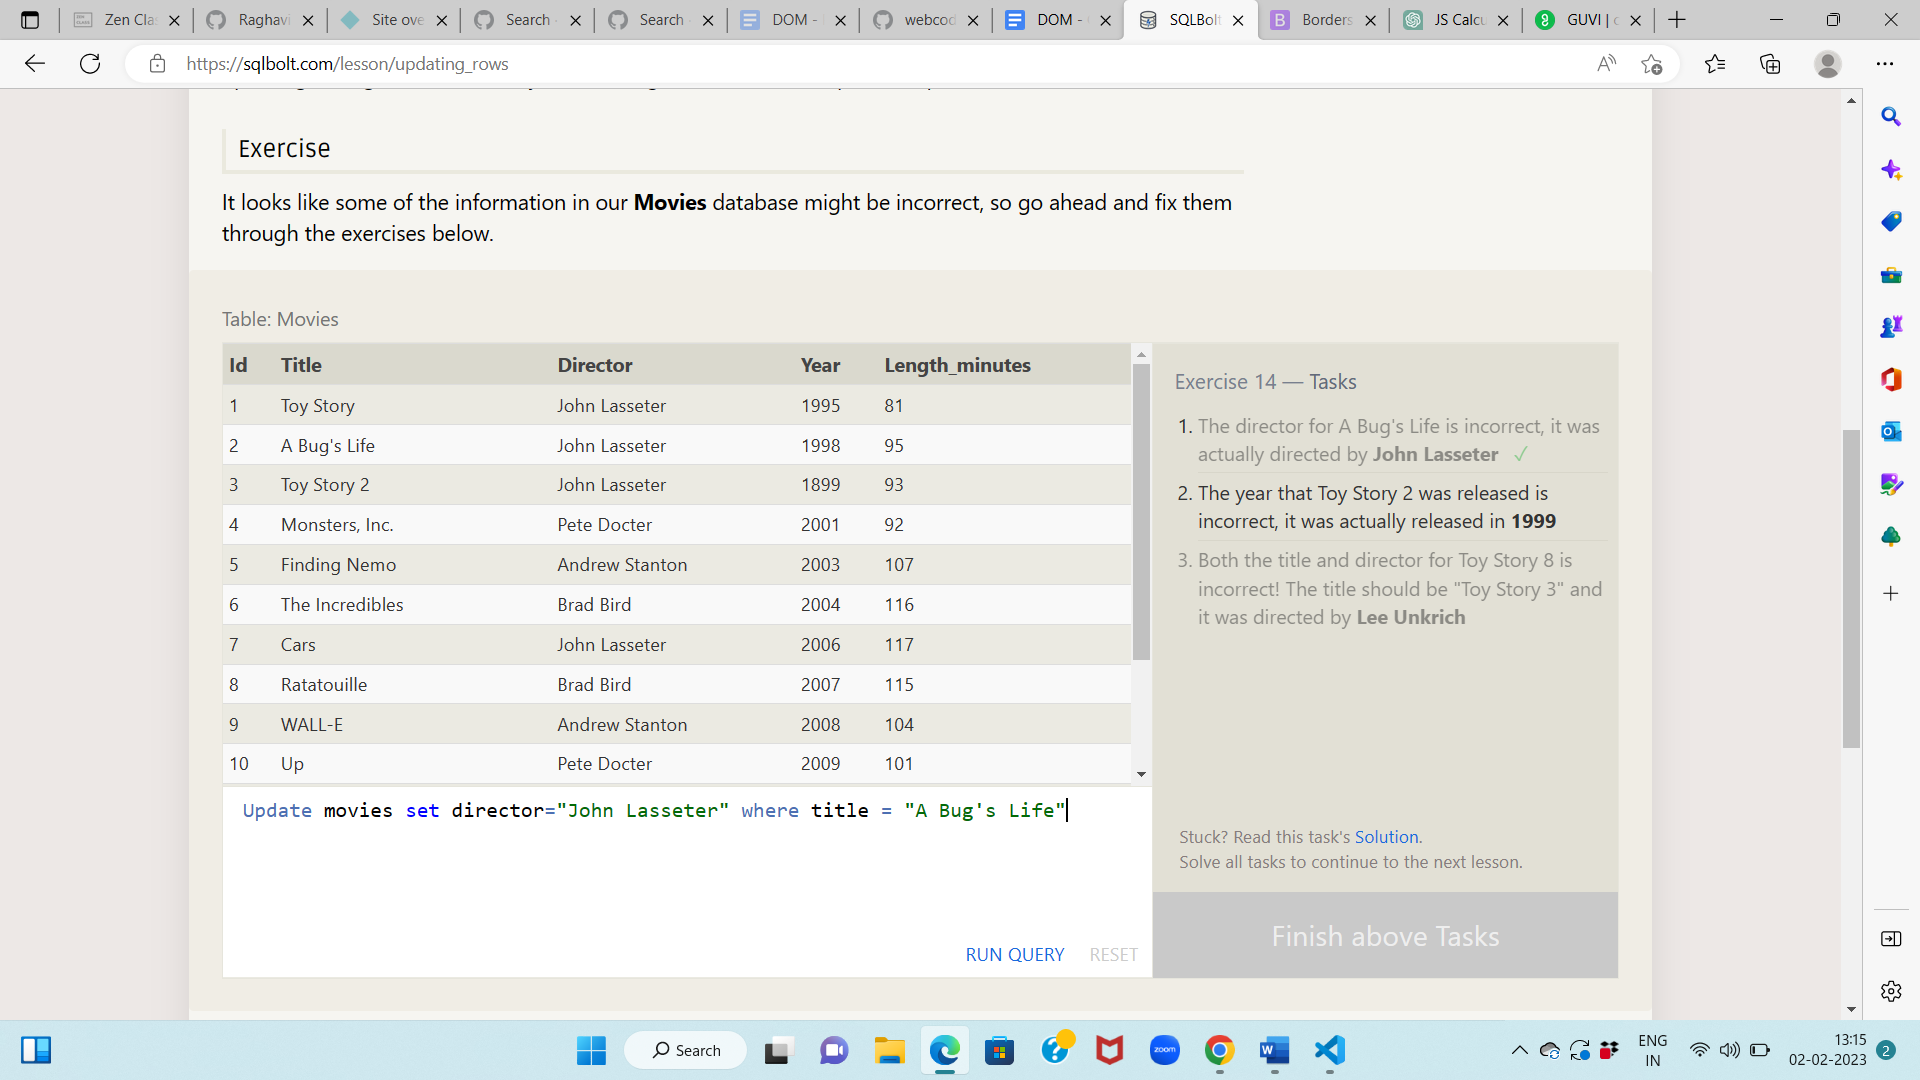 Zen Cla
Raghavi
Site ove
Search
Search
DOM -
webcod
DOM -
SQLBolt
Borders
JS Calcu
GUVI | c
https://sqlbolt.com/lesson/updating_rows
Exercise
It looks like some of the information in our Movies database might be incorrect, so go ahead and fix them
through the exercises below.
Table: Movies
Id Title Director Year Length_minutes
1 Toy Story John Lasseter 1995 81
2 A Bug's Life John Lasseter 1998 95
3 Toy Story 2 John Lasseter 1899 93
4 Monsters, Inc. Pete Docter 2001 92
5 Finding Nemo Andrew Stanton 2003 107
6 The Incredibles Brad Bird 2004 116
7 Cars John Lasseter 2006 117
8 Ratatouille Brad Bird 2007 115
9 WALL-E Andrew Stanton 2008 104
10 Up Pete Docter 2009 101
Update movies set director="John Lasseter" where title = "A Bug's Life"
RUN QUERY RESET
Exercise 14 — Tasks
1. The director for A Bug's Life is incorrect, it was
actually directed by John Lasseter ✓
2. The year that Toy Story 2 was released is
incorrect, it was actually released in 1999
3. Both the title and director for Toy Story 8 is
incorrect! The title should be "Toy Story 3" and
it was directed by Lee Unkrich
Stuck? Read this task's Solution.
Solve all tasks to continue to the next lesson.
Finish above Tasks
Search
zoom
ENG
IN
13:15
02-02-2023
2